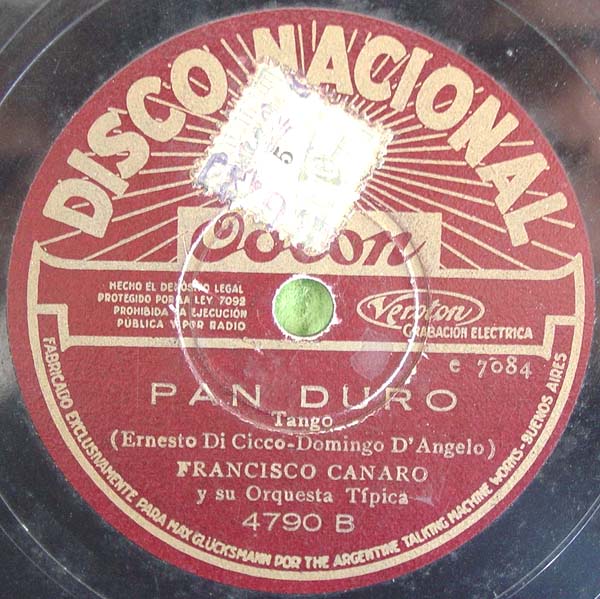 DISCO NACIONAL
Odeon
HECHO EL DEPÓSITO LEGAL
PROTEGIDO POR LA LEY 7092
PROHIBIDA EJECUCIÓN
PÚBLICA Y POR RADIO
Veroton
GRABACIÓN ELECTRICA
e 7084
PAN DURO
Tango
(Ernesto Di Cicco-Domingo D'Angelo)
FRANCISCO CANARO
y su Orquesta Típica
4790 B
FABRICADO EXCLUSIVAMENTE PARA MAX GLÜCKSMANN POR THE ARGENTINE TALKING MACHINE WORKS - BUENOS AIRES